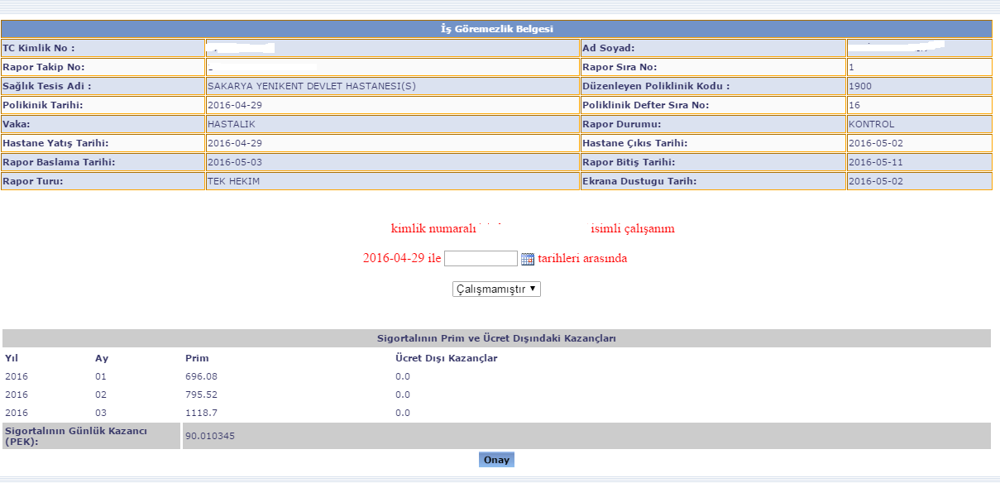 İş Göremezlik Belgesi
TC Kimlik No : Ad Soyad:
Rapor Takip No: Rapor Sıra No: 1
Sağlık Tesis Adi : SAKARYA YENIKENT DEVLET HASTANESI(S) Düzenleyen Poliklinik Kodu : 1900
Polikinik Tarihi: 2016-04-29 Poliklinik Defter Sıra No: 16
Vaka: HASTALIK Rapor Durumu: KONTROL
Hastane Yatış Tarihi: 2016-04-29 Hastane Çıkıs Tarihi: 2016-05-02
Rapor Baslama Tarihi: 2016-05-03 Rapor Bitiş Tarihi: 2016-05-11
Rapor Turu: TEK HEKIM Ekrana Dustugu Tarih: 2016-05-02
kimlik numaralı isimli çalışanım
2016-04-29 ile tarihleri arasında
Çalışmamıştır
Sigortalının Prim ve Ücret Dışındaki Kazançları
Yıl Ay Prim Ücret Dışı Kazançlar
2016 01 696.08 0.0
2016 02 795.52 0.0
2016 03 1118.7 0.0
Sigortalının Günlük Kazancı
(PEK): 90.010345
Onay